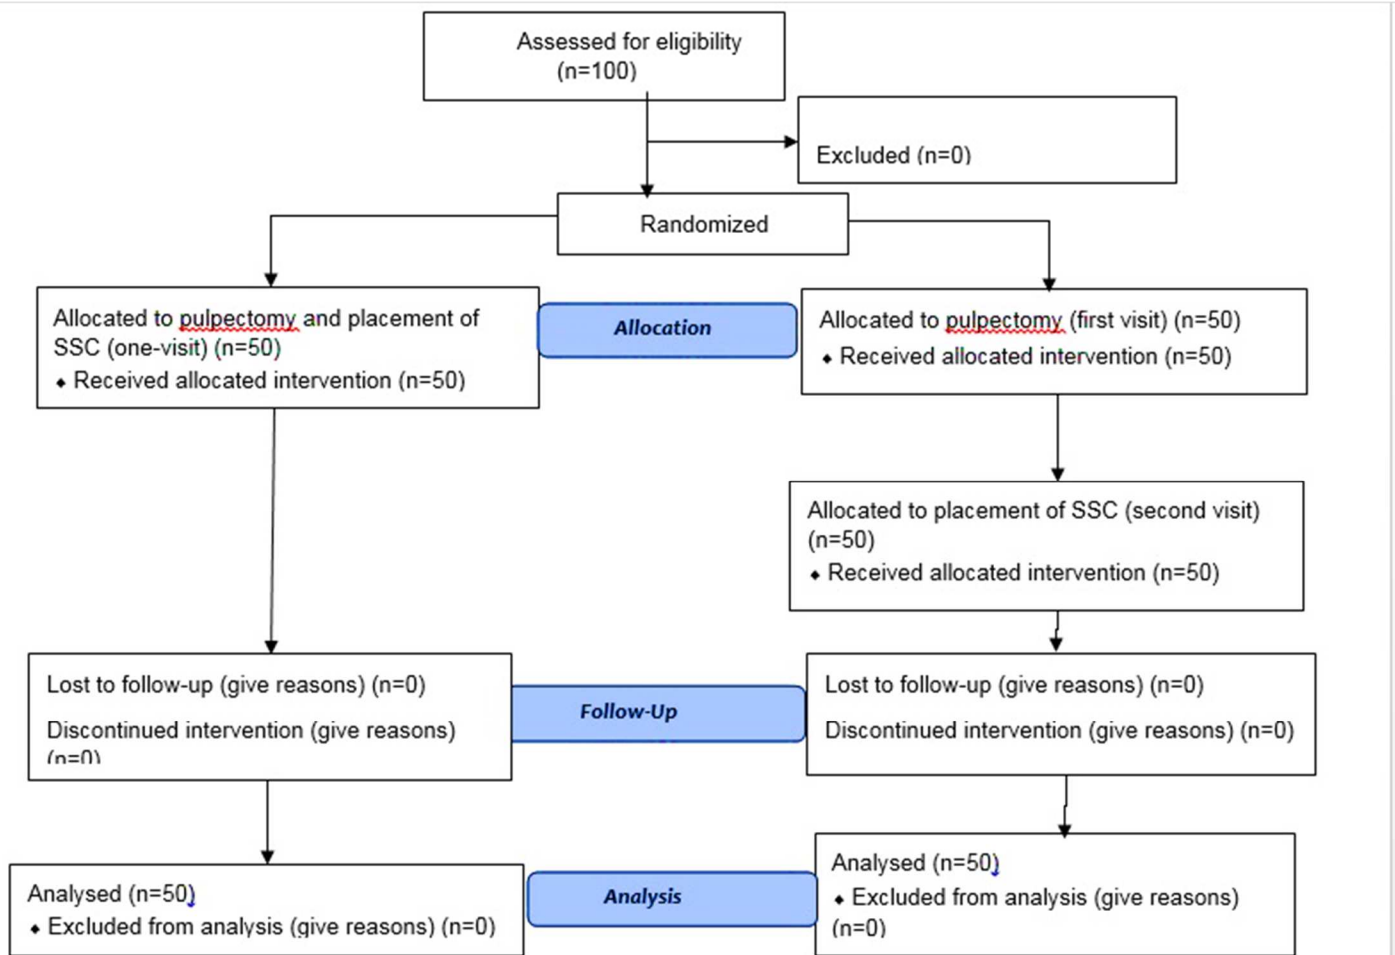 Assessed for eligibility
(n=100)
Excluded (n=0)
Randomized
Allocated to pulpectomy and placement of
SSC (one-visit) (n=50)
♦ Received allocated intervention (n=50)
Allocation
Allocated to pulpectomy (first visit) (n=50)
♦ Received allocated intervention (n=50)
Allocated to placement of SSC (second visit)
(n=50)
♦ Received allocated intervention (n=50)
Lost to follow-up (give reasons) (n=0)
Discontinued intervention (give reasons)
(n=0)
Follow-Up
Lost to follow-up (give reasons) (n=0)
Discontinued intervention (give reasons) (n=0)
Analysed (n=50)
♦ Excluded from analysis (give reasons) (n=0)
Analysis
Analysed (n=50)
♦ Excluded from analysis (give reasons)
(n=0)